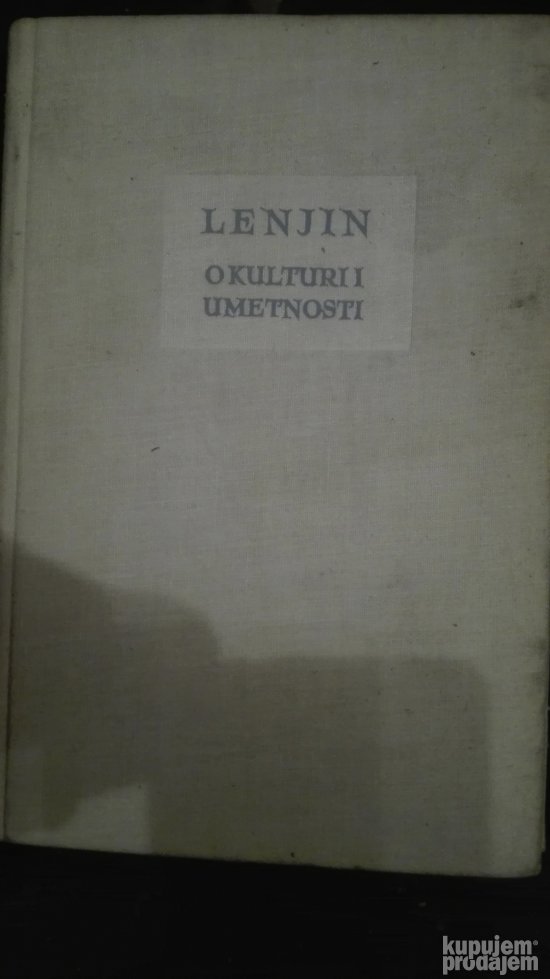 LENJIN
O KULTURI I
UMETNOSTI
kupujem
prodajem